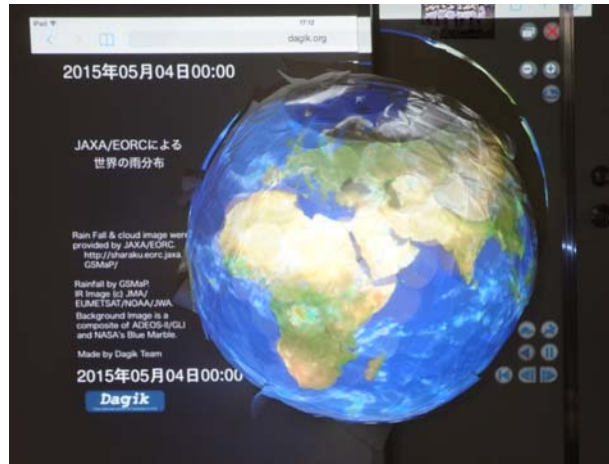 iPad
17:12
dagik.org
2015年05月04日00:00
JAXA/EORCによる
世界の雨分布
Rain Fall & cloud image were
provided by JAXA/EORC.
http://sharaku.eorc.jaxa.
GSMaP/
Rainfall by GSMaP.
IR Image (c) JMA/
EUMETSAT/NOAA/JWA.
Background Image is a
composite of ADEOS-II/GLI
and NASA's Blue Marble.
Made by Dagik Team
2015年05月04日00:00
Dagik